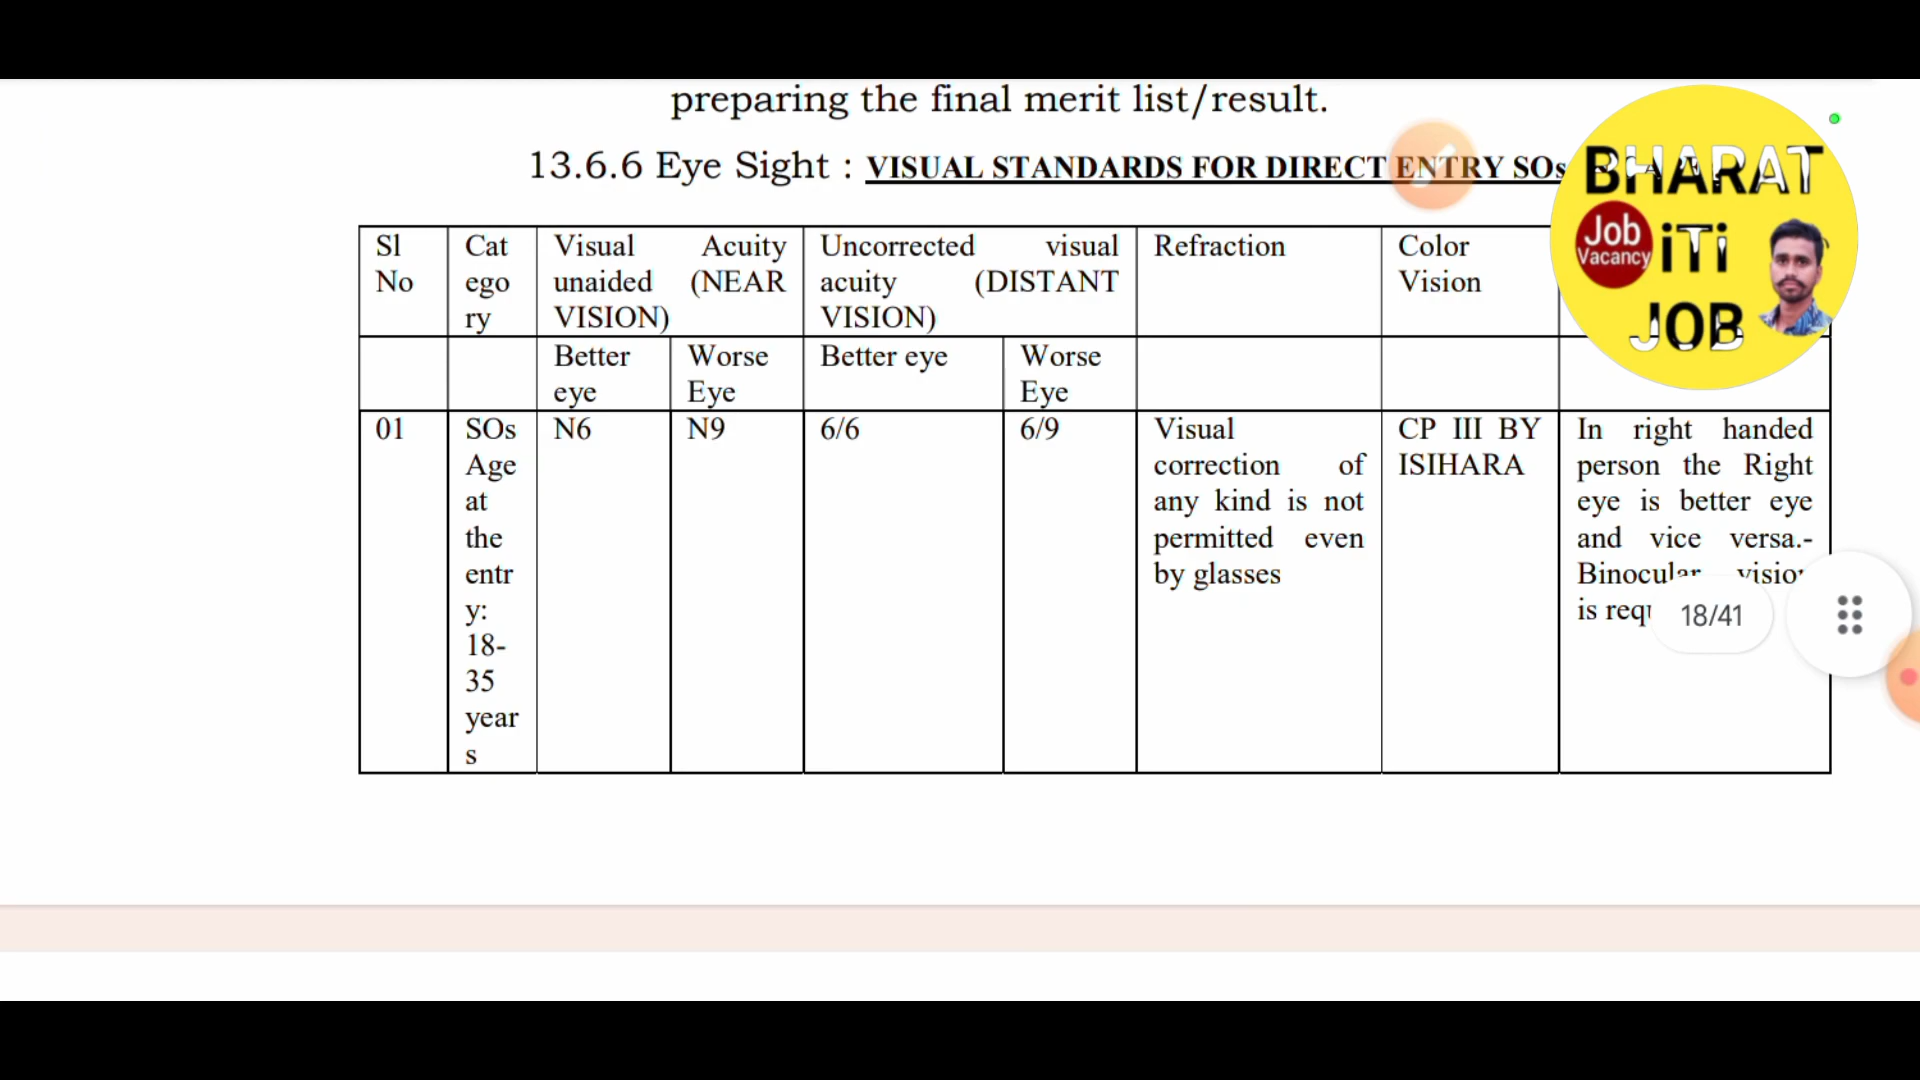 preparing the final merit list/result.
13.6.6 Eye Sight : VISUAL STANDARDS FOR DIRECT ENTRY SOs
BHARAT
Job
Vacancy
iTi
JOB
Sl
No
Cat
ego
ry
Visual Acuity
unaided (NEAR
VISION)
Uncorrected visual
acuity (DISTANT
VISION)
Refraction
Color
Vision
Better
eye
Worse
Eye
Better eye
Worse
Eye
01
SOs
Age
at
the
entr
y:
18-
35
year
s
N6
N9
6/6
6/9
Visual
correction of
any kind is not
permitted even
by glasses
CP III BY
ISIHARA
In right handed
person the Right
eye is better eye
and vice versa.-
Binocular vision
is
18/41